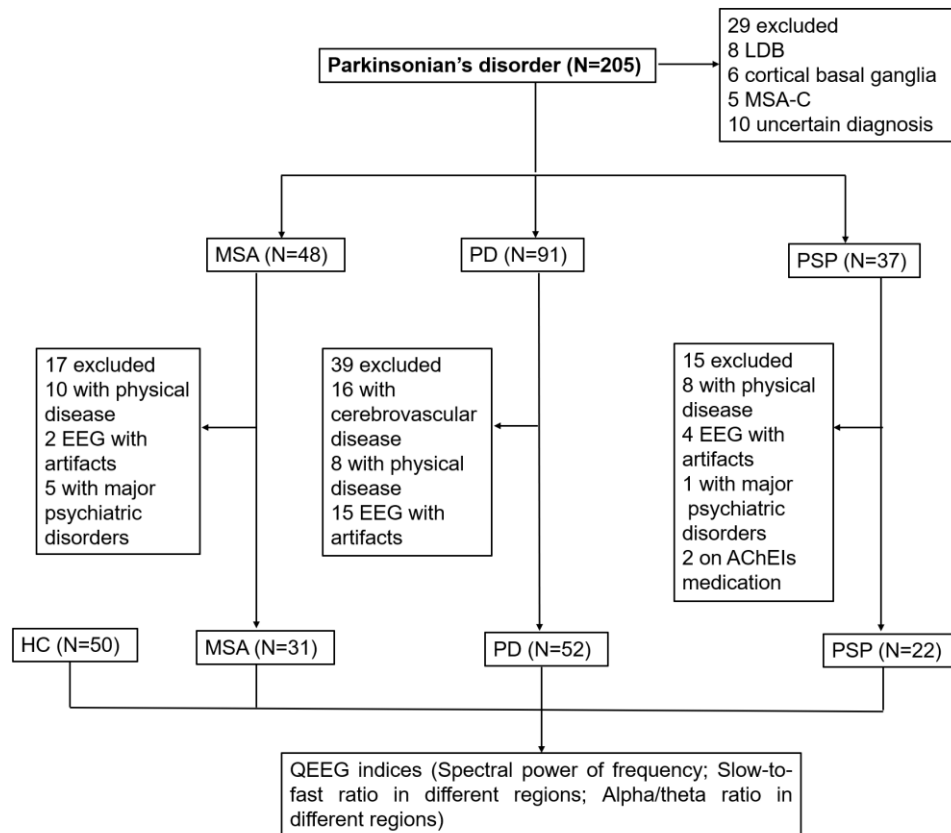 Parkinsonian's disorder (N=205)
29 excluded
8 LDB
6 cortical basal ganglia
5 MSA-C
10 uncertain diagnosis
MSA (N=48)
PD (N=91)
PSP (N=37)
17 excluded
10 with physical
disease
2 EEG with
artifacts
5 with major
psychiatric
disorders
39 excluded
16 with
cerebrovascular
disease
8 with physical
disease
15 EEG with
artifacts
15 excluded
8 with physical
disease
4 EEG with
artifacts
1 with major
psychiatric
disorders
2 on AChEIs
medication
HC (N=50)
MSA (N=31)
PD (N=52)
PSP (N=22)
QEEG indices (Spectral power of frequency; Slow-to-
fast ratio in different regions; Alpha/theta ratio in
different regions)